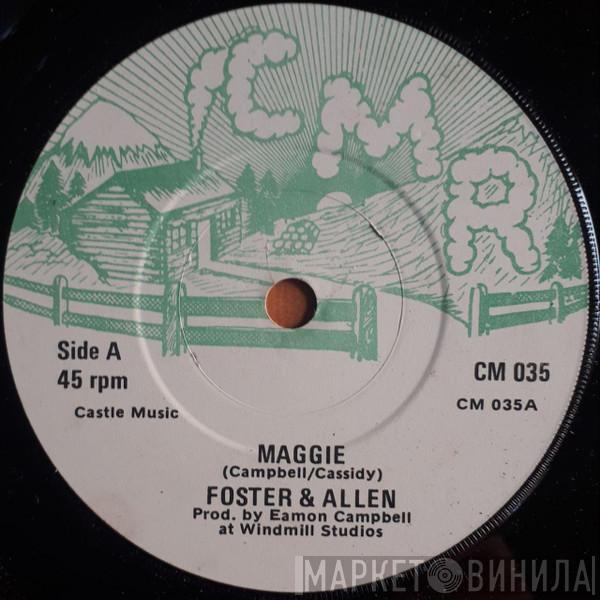 CMR
Side A
45 rpm
Castle Music
CM 035
CM 035A
MAGGIE
(Campbell/Cassidy)
FOSTER & ALLEN
Prod. by Eamon Campbell
at Windmill Studios
МАРКЕТ ВИНИЛА